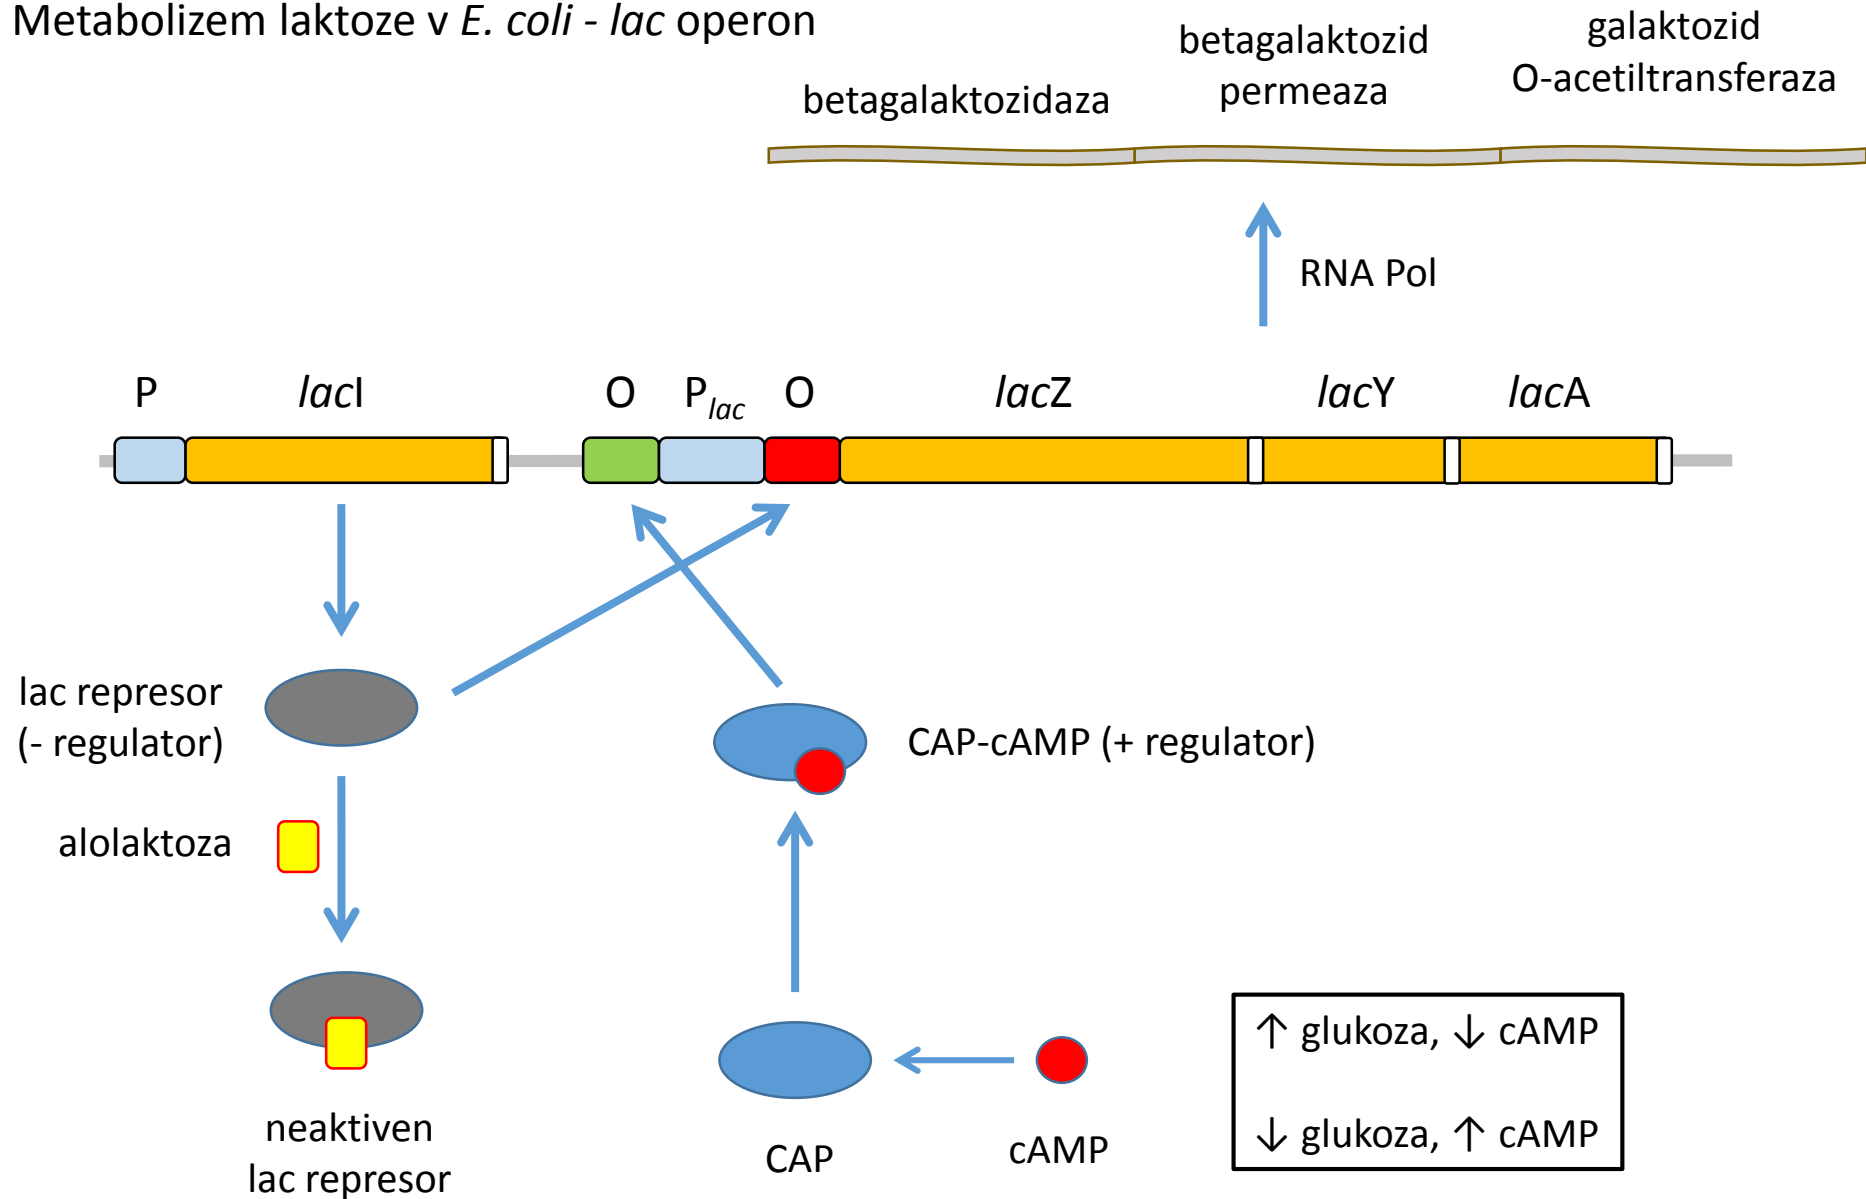 Metabolizem laktoze v E. coli - lac operon
betagalaktozidaza
betagalaktozid
permeaza
galaktozid
O-acetiltransferaza
RNA Pol
P
lacI
O
Plac
O
lacZ
lacY
lacA
lac represor
(- regulator)
CAP-cAMP (+ regulator)
alolaktoza
neaktiven
lac represor
CAP
cAMP
↑ glukoza, ↓ cAMP
↓ glukoza, ↑ cAMP